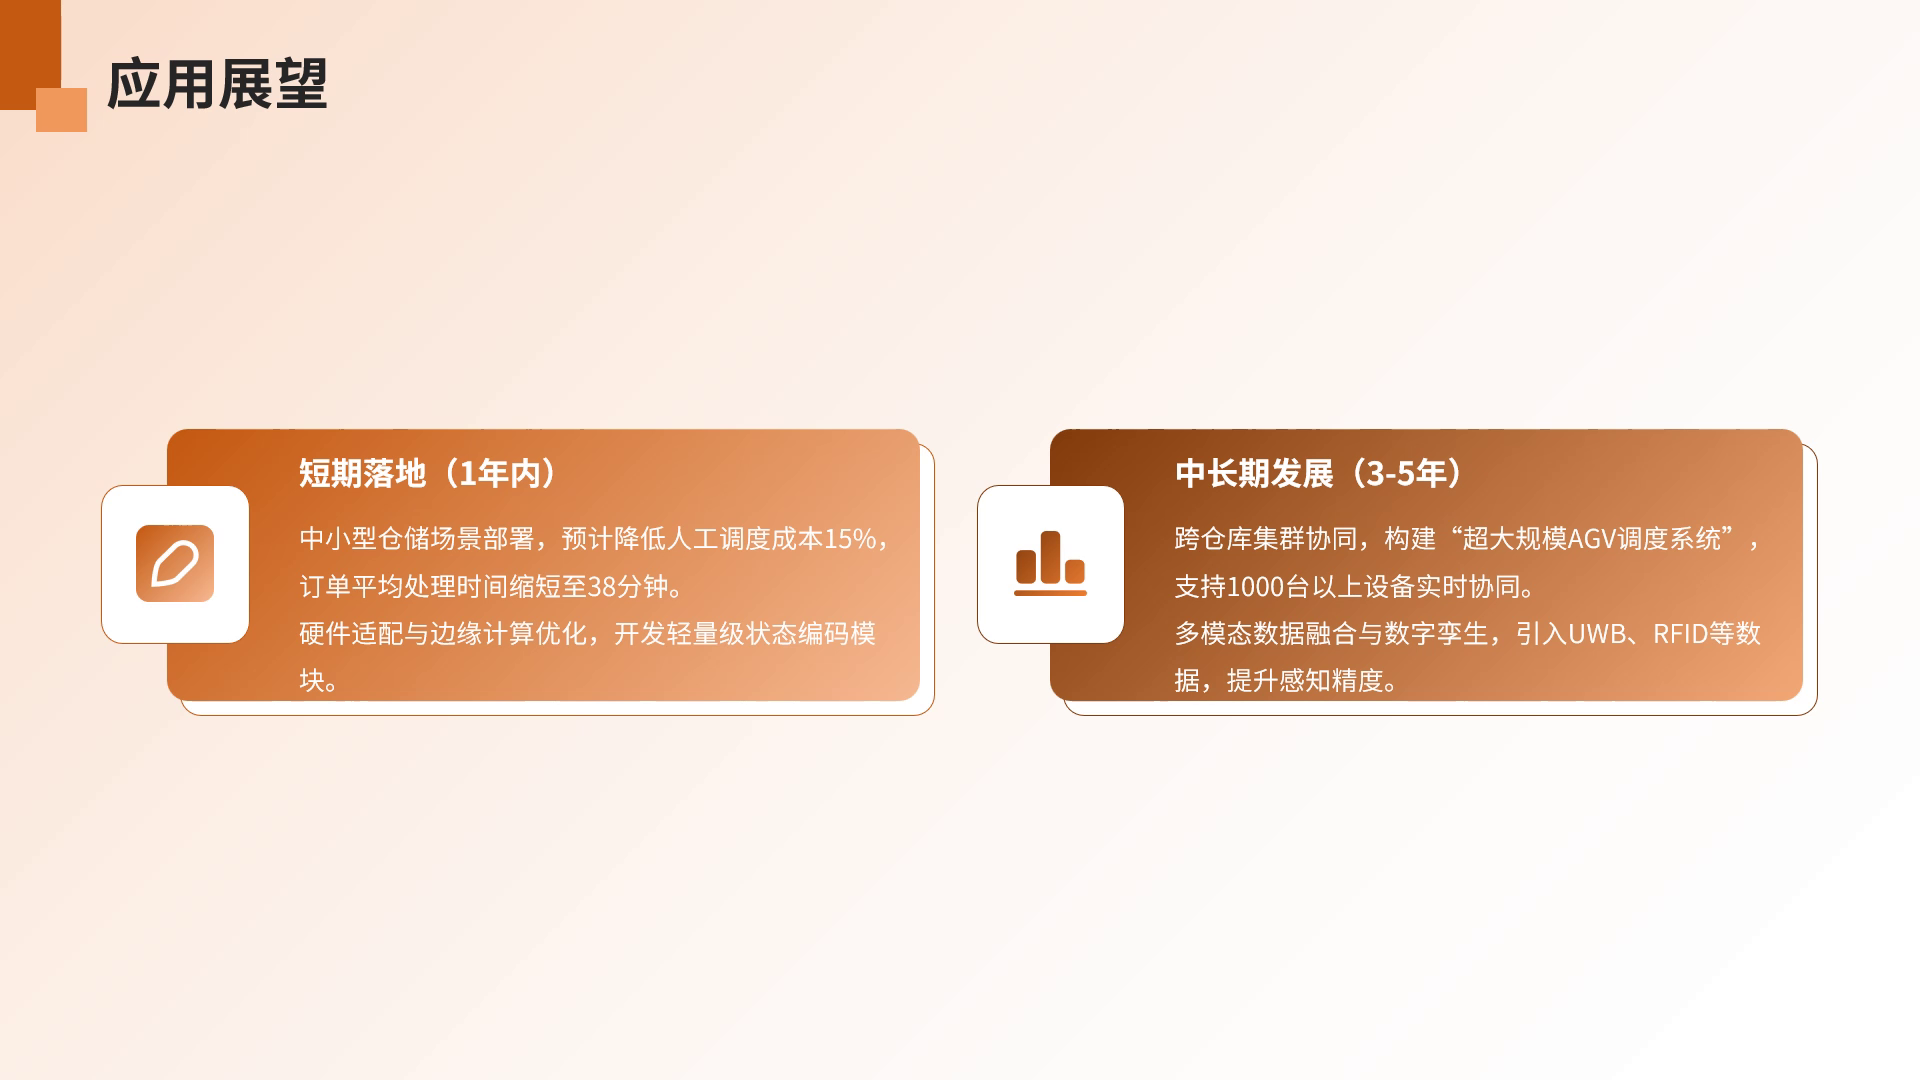 应用展望
短期落地（1年内）
中小型仓储场景部署，预计降低人工调度成本15%，
订单平均处理时间缩短至38分钟。
硬件适配与边缘计算优化，开发轻量级状态编码模
块。
中长期发展（3-5年）
跨仓库集群协同，构建“超大规模AGV调度系统”，
支持1000台以上设备实时协同。
多模态数据融合与数字孪生，引入UWB、RFID等数
据，提升感知精度。